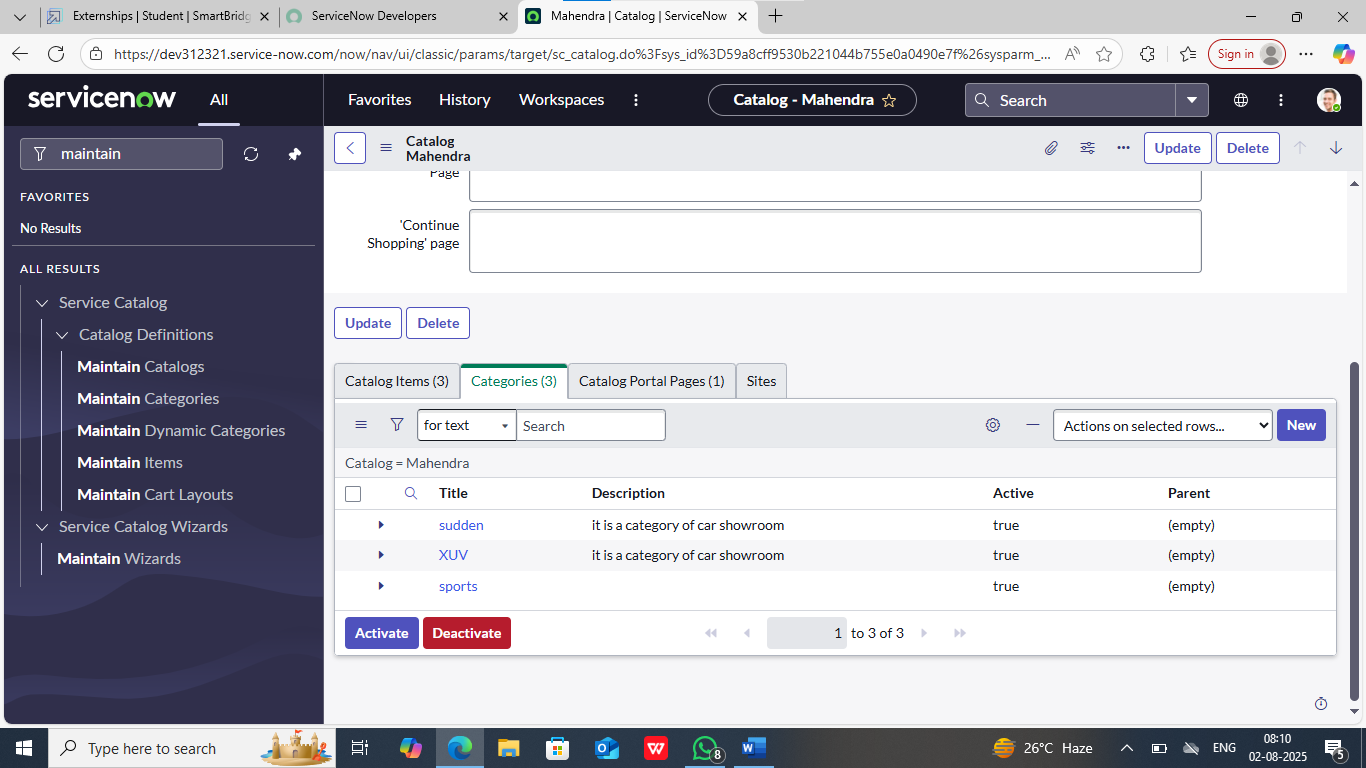 Externships | Student | SmartBridg
ServiceNow Developers
Mahendra | Catalog | ServiceNow
https://dev312321.service-now.com/now/nav/ui/classic/params/target/sc_catalog.do%3Fsys_id%3D59a8cff9530b221044b755e0a0490e7f%26sysparm_...
Sign in
servicenow
All
Favorites
History
Workspaces
Catalog - Mahendra
Search
maintain
Catalog
Mahendra
Update
Delete
FAVORITES
No Results
ALL RESULTS
Service Catalog
Catalog Definitions
Maintain Catalogs
Maintain Categories
Maintain Dynamic Categories
Maintain Items
Maintain Cart Layouts
Service Catalog Wizards
Maintain Wizards
Page
'Continue
Shopping' page
Update
Delete
Catalog Items (3)
Categories (3)
Catalog Portal Pages (1)
Sites
for text
Search
Actions on selected rows...
New
Catalog = Mahendra
Title Description Active Parent
sudden it is a category of car showroom true (empty)
XUV it is a category of car showroom true (empty)
sports true (empty)
Activate
Deactivate
1 to 3 of 3
Type here to search
8
26°C Haze
ENG
08:10
02-08-2025
5